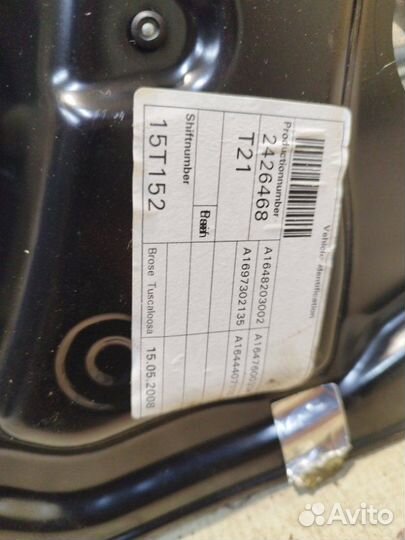 Vehicle identification
Productionnumber
2426468
T21
A1648203002
A1697302135
Shiftnumber
15T152
Brose Tuscaloosa 15.05.2008
Avito